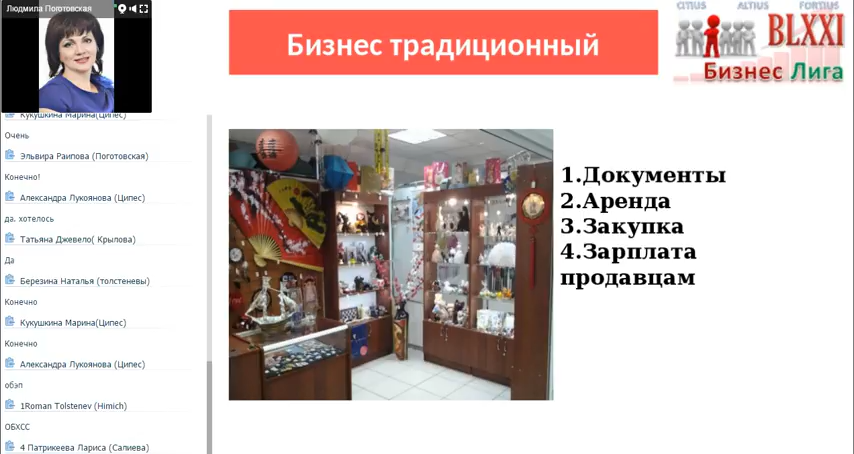 Людмила Поготовская
Кукушкина Марина(Ципес)
Очень
Эльвира Раипова (Поготовская)
Конечно!
Александра Лукоянова (Ципес)
да. хотелось
Татьяна Джевело( Крылова)
Да
Березина Наталья (толстеневы)
Конечно
Кукушкина Марина(Ципес)
Конечно
Александра Лукоянова (Ципес)
обэп
1Roman Tolstenev (Himich)
ОБХСС
4 Патрикеева Лариса (Салиева)
Бизнес традиционный
CITIUS ALTIUS FORTIUS
BLXXI
Бизнес Лига
1.Документы
2.Аренда
3.Закупка
4.Зарплата
продавцам